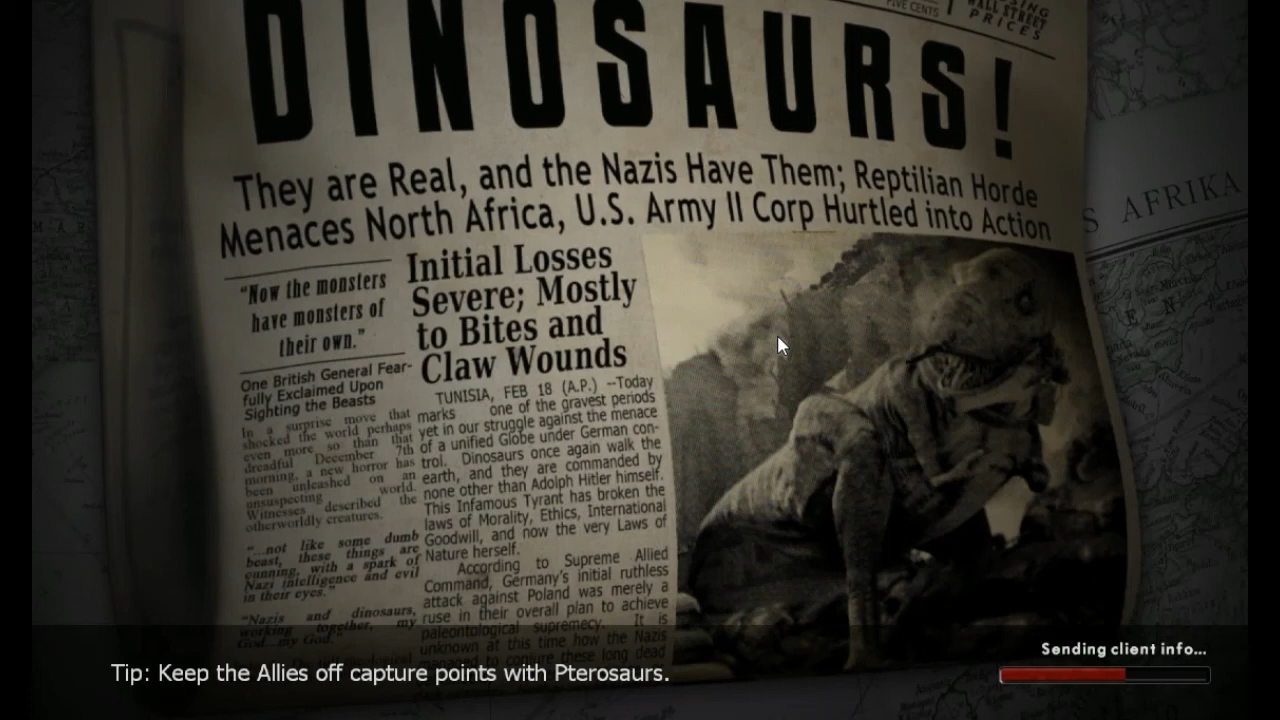 FIVE CENTS
WALL STREET
PRICES
DINOSAURS!
They are Real, and the Nazis Have Them; Reptilian Horde
Menaces North Africa, U.S. Army II Corp Hurtled into Action
S AFRIKA
"Now the monsters
have monsters of
their own."
One British General Fear-
fully Exclaimed Upon
Sighting the Beasts
In a surprise move that
shocked the world perhaps
even more so than that
dreadful December 7th
morning, a new horror has
been unleashed on an
unsuspecting world.
Witnesses described the
otherworldly creatures.
"...not like some dumb
beast, these things are
cunning, with a spark of
Nazi intelligence and evil
in their eyes."
"Nazis and dinosaurs,
working together, my
God...my God."
Initial Losses
Severe; Mostly
to Bites and
Claw Wounds
TUNISIA, FEB 18 (A.P.) --Today
marks one of the gravest periods
yet in our struggle against the menace
of a unified Globe under German con-
trol. Dinosaurs once again walk the
earth, and they are commanded by
none other than Adolph Hitler himself.
This Infamous Tyrant has broken the
laws of Morality, Ethics, International
Goodwill, and now the very Laws of
Nature herself.
According to Supreme Allied
Command, Germany's initial ruthless
attack against Poland was merely a
ruse in their overall plan to achieve
paleontological supremecy. It is
unknown at this time how the Nazis
managed to capture these long dead
E N
Sending client info...
Tip: Keep the Allies off capture points with Pterosaurs.